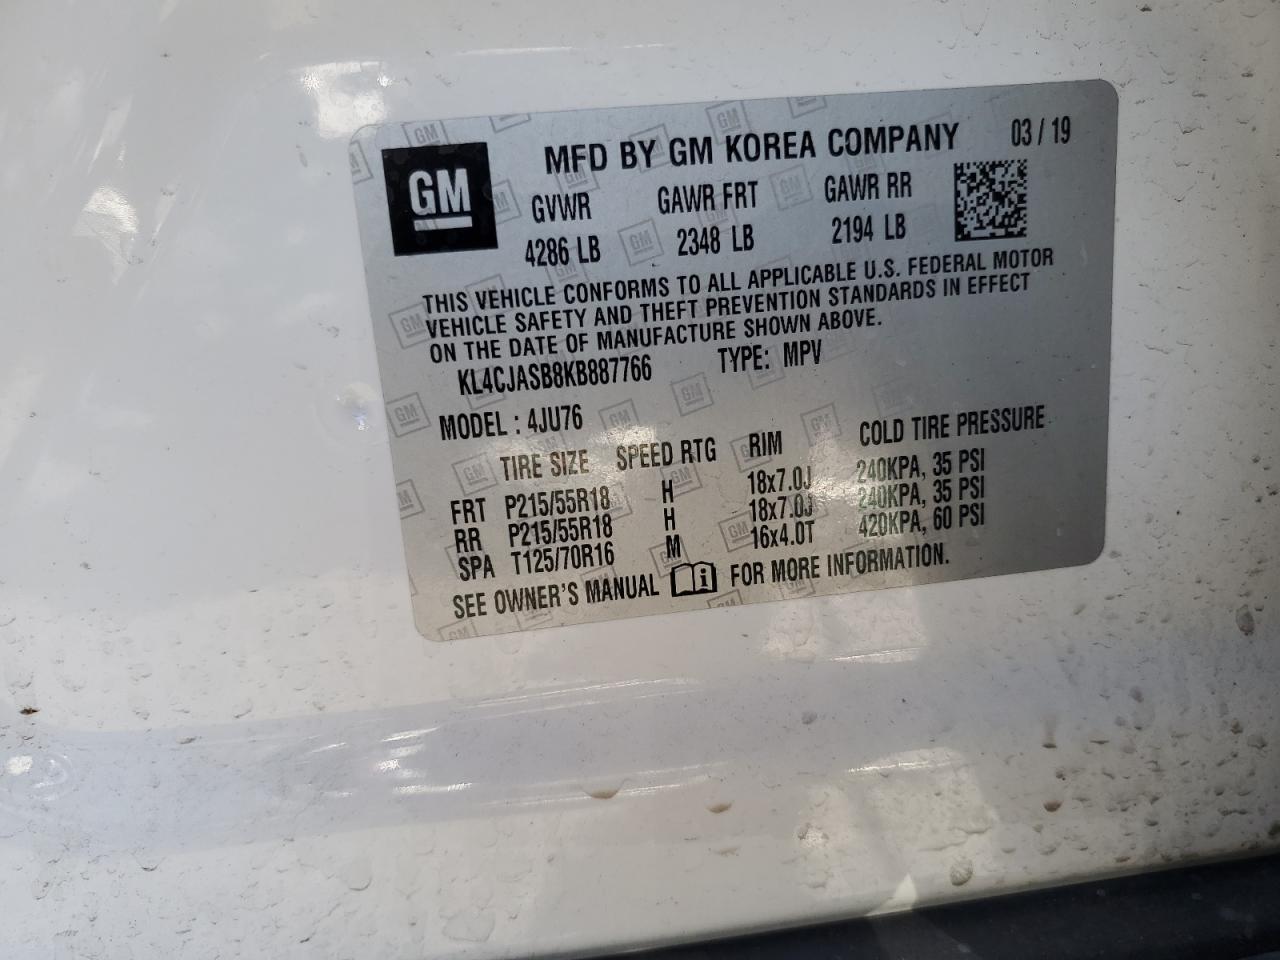 GM
MFD BY GM KOREA COMPANY 03 / 19
GVWR GAWR FRT GAWR RR
4286 LB 2348 LB 2194 LB
THIS VEHICLE CONFORMS TO ALL APPLICABLE U.S. FEDERAL MOTOR
VEHICLE SAFETY AND THEFT PREVENTION STANDARDS IN EFFECT
ON THE DATE OF MANUFACTURE SHOWN ABOVE.
KL4CJASB8KB887766 TYPE: MPV
MODEL : 4JU76
TIRE SIZE SPEED RTG RIM COLD TIRE PRESSURE
FRT P215/55R18 H 18x7.0J 240KPA, 35 PSI
RR P215/55R18 H 18x7.0J 240KPA, 35 PSI
SPA T125/70R16 M 16x4.0T 420KPA, 60 PSI
SEE OWNER'S MANUAL FOR MORE INFORMATION.